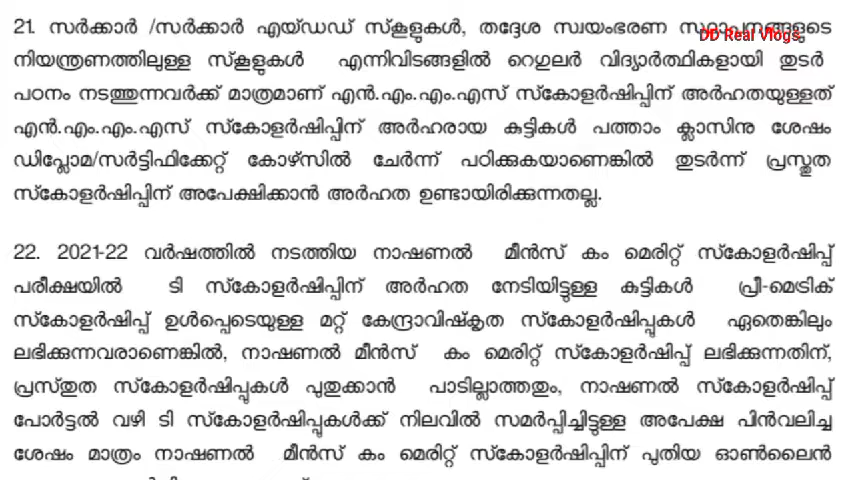 21. സർക്കാർ /സർക്കാർ എയ്ഡഡ് സ്കൂളുകൾ, തദ്ദേശ സ്വയംഭരണ സ്ഥാപനങ്ങളുടെ
DD Real Vlogs
നിയന്ത്രണത്തിലുള്ള സ്കൂളുകൾ എന്നിവിടങ്ങളിൽ റെഗുലർ വിദ്യാർത്ഥികളായി തുടർ
പഠനം നടത്തുന്നവർക്ക് മാത്രമാണ് എൻ.എം.എം.എസ് സ്കോളർഷിപ്പിന് അർഹതയുള്ളത്
എൻ.എം.എം.എസ് സ്കോളർഷിപ്പിന് അർഹരായ കുട്ടികൾ പത്താം ക്ലാസിനു ശേഷം
ഡിപ്ലോമ/സർട്ടിഫിക്കേറ്റ് കോഴ്സിൽ ചേർന്ന് പഠിക്കുകയാണെങ്കിൽ തുടർന്ന് പ്രസ്തുത
സ്കോളർഷിപ്പിന് അപേക്ഷിക്കാൻ അർഹത ഉണ്ടായിരിക്കുന്നതല്ല.
22. 2021-22 വർഷത്തിൽ നടത്തിയ നാഷണൽ മീൻസ് കം മെരിറ്റ് സ്കോളർഷിപ്പ്
പരീക്ഷയിൽ ടി സ്കോളർഷിപ്പിന് അർഹത നേടിയിട്ടുള്ള കുട്ടികൾ പ്രീ-മെട്രിക്
സ്കോളർഷിപ്പ് ഉൾപ്പെടെയുള്ള മറ്റ് കേന്ദ്രാവിഷ്കൃത സ്കോളർഷിപ്പുകൾ ഏതെങ്കിലും
ലഭിക്കുന്നവരാണെങ്കിൽ, നാഷണൽ മീൻസ് കം മെരിറ്റ് സ്കോളർഷിപ്പ് ലഭിക്കുന്നതിന്,
പ്രസ്തുത സ്കോളർഷിപ്പുകൾ പുതുക്കാൻ പാടില്ലാത്തതും, നാഷണൽ സ്കോളർഷിപ്പ്
പോർട്ടൽ വഴി ടി സ്കോളർഷിപ്പുകൾക്ക് നിലവിൽ സമർപ്പിച്ചിട്ടുള്ള അപേക്ഷ പിൻവലിച്ച
ശേഷം മാത്രം നാഷണൽ മീൻസ് കം മെരിറ്റ് സ്കോളർഷിപ്പിന് പുതിയ ഓൺലൈൻ